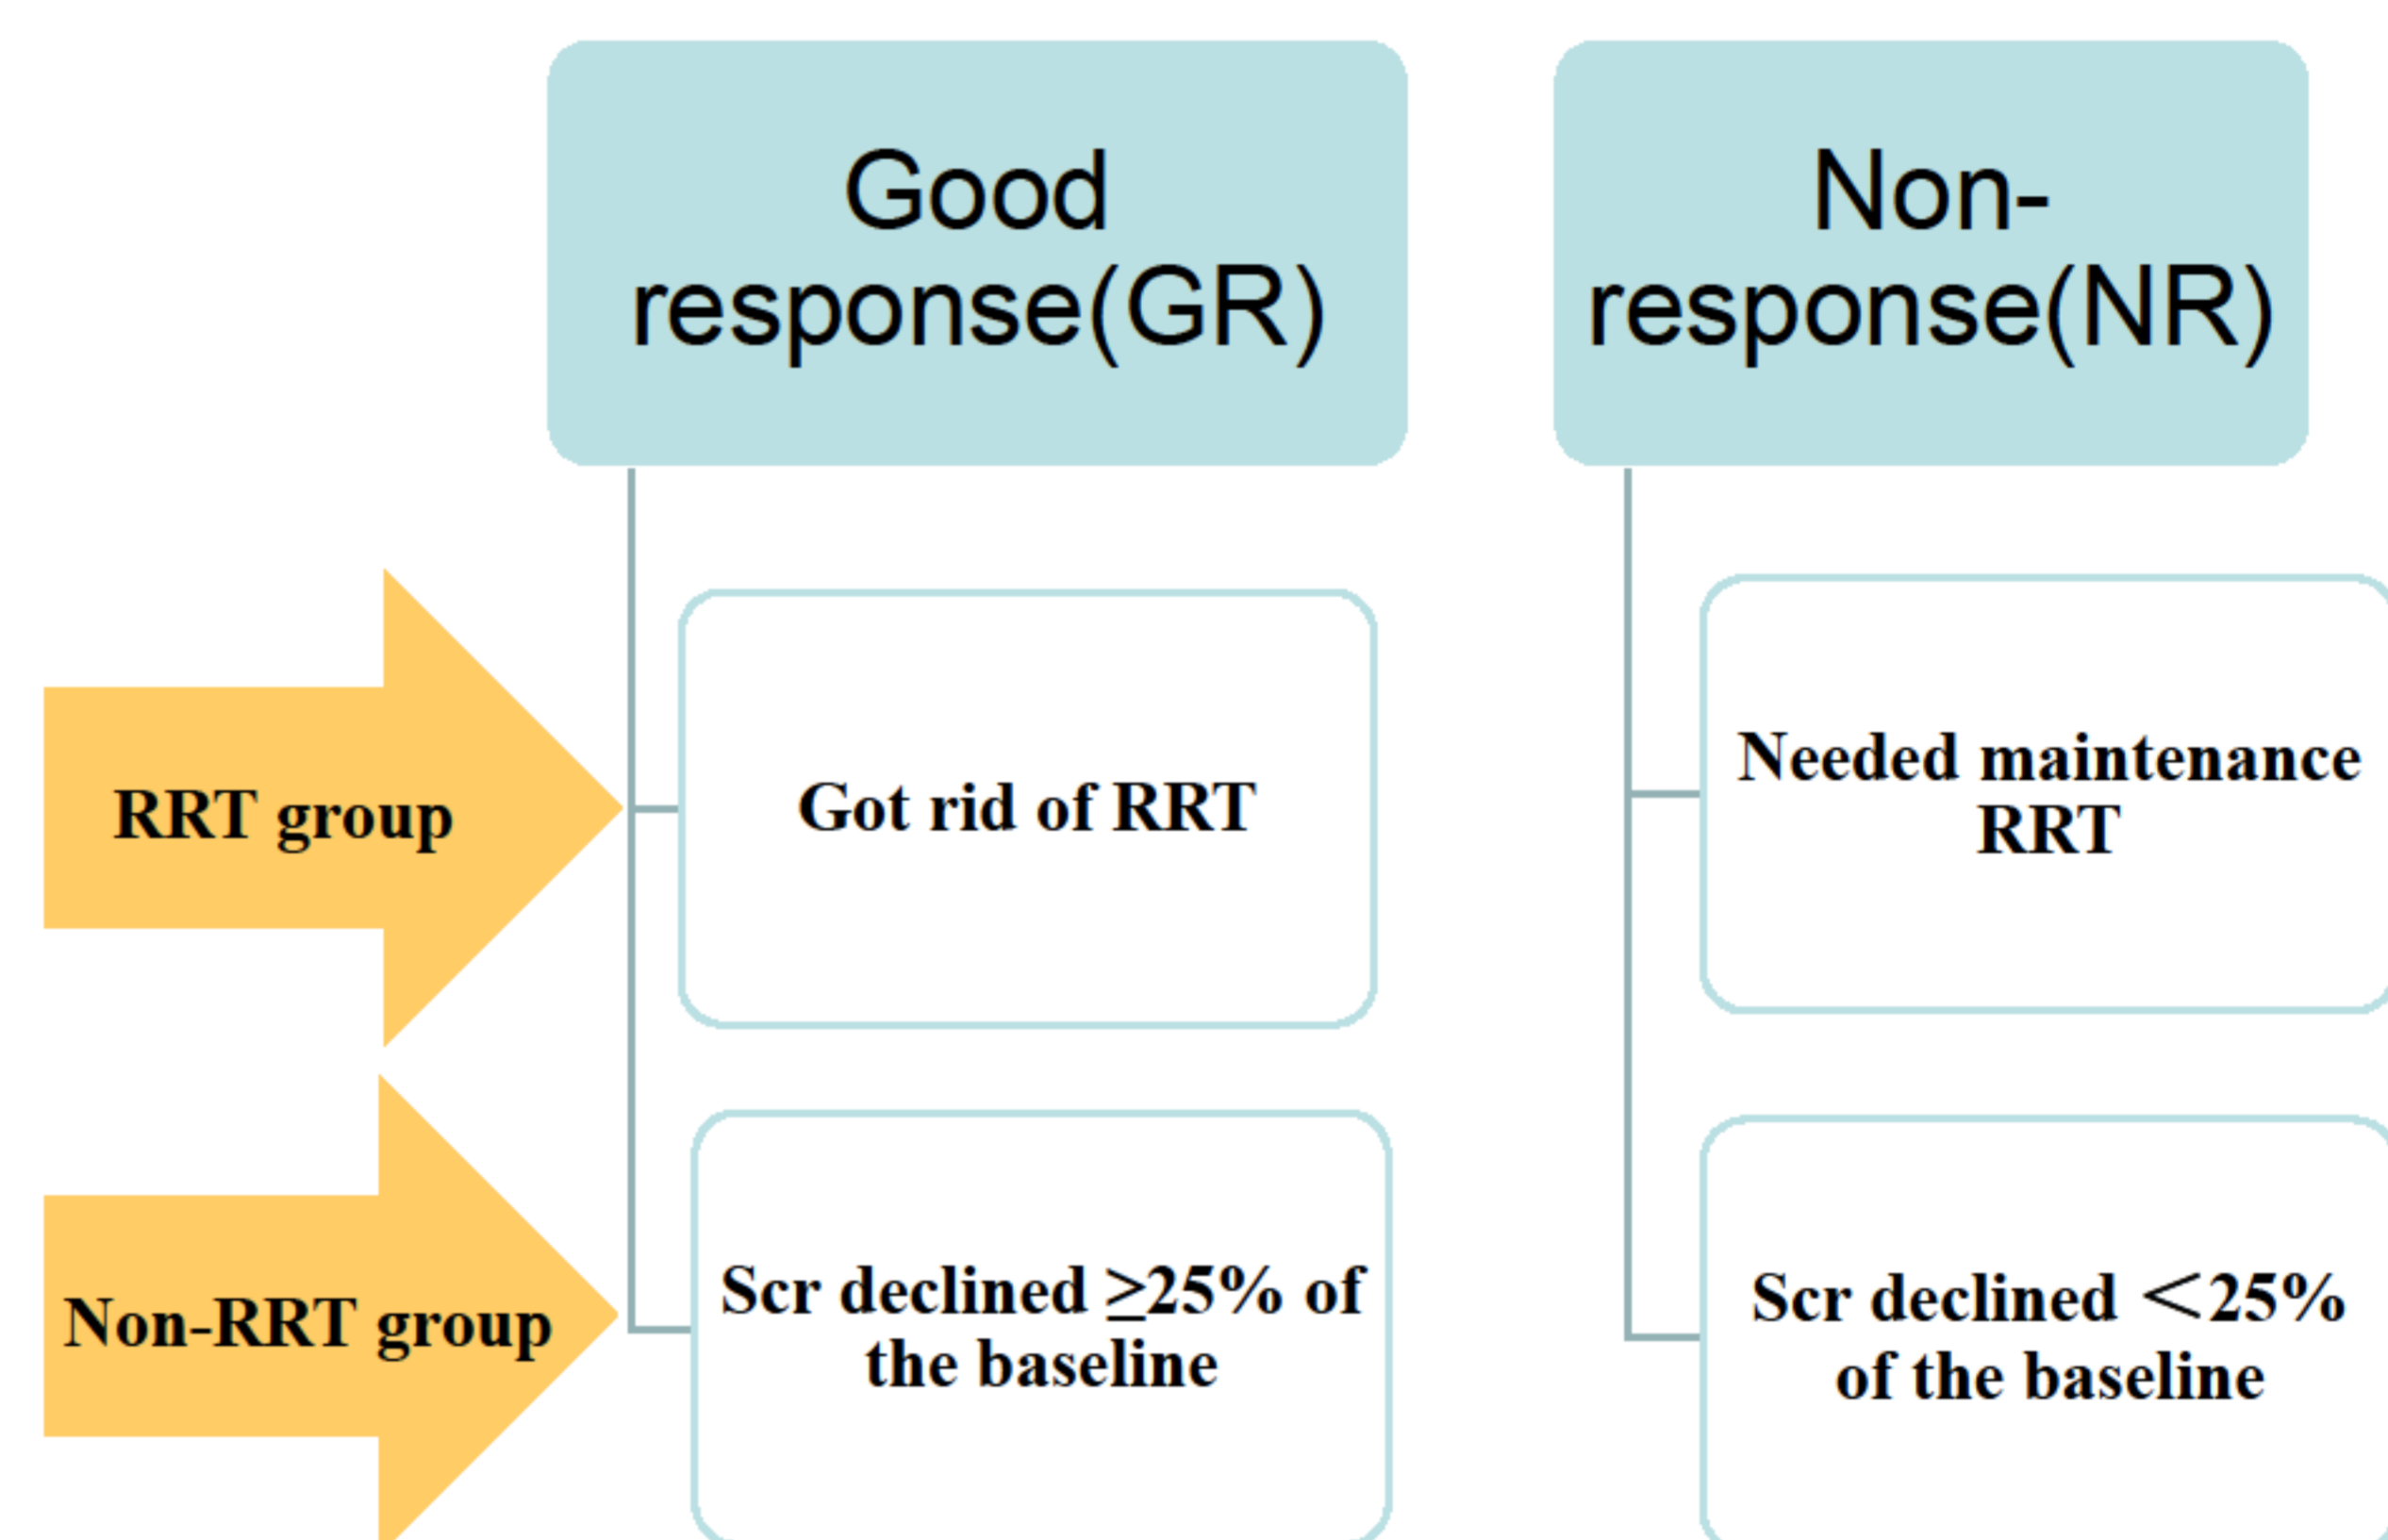 Good
response(GR)
Non-
response(NR)
RRT group
Got rid of RRT
Needed maintenance
RRT
Non-RRT group
Scr declined ≥25% of
the baseline
Scr declined <25%
of the baseline